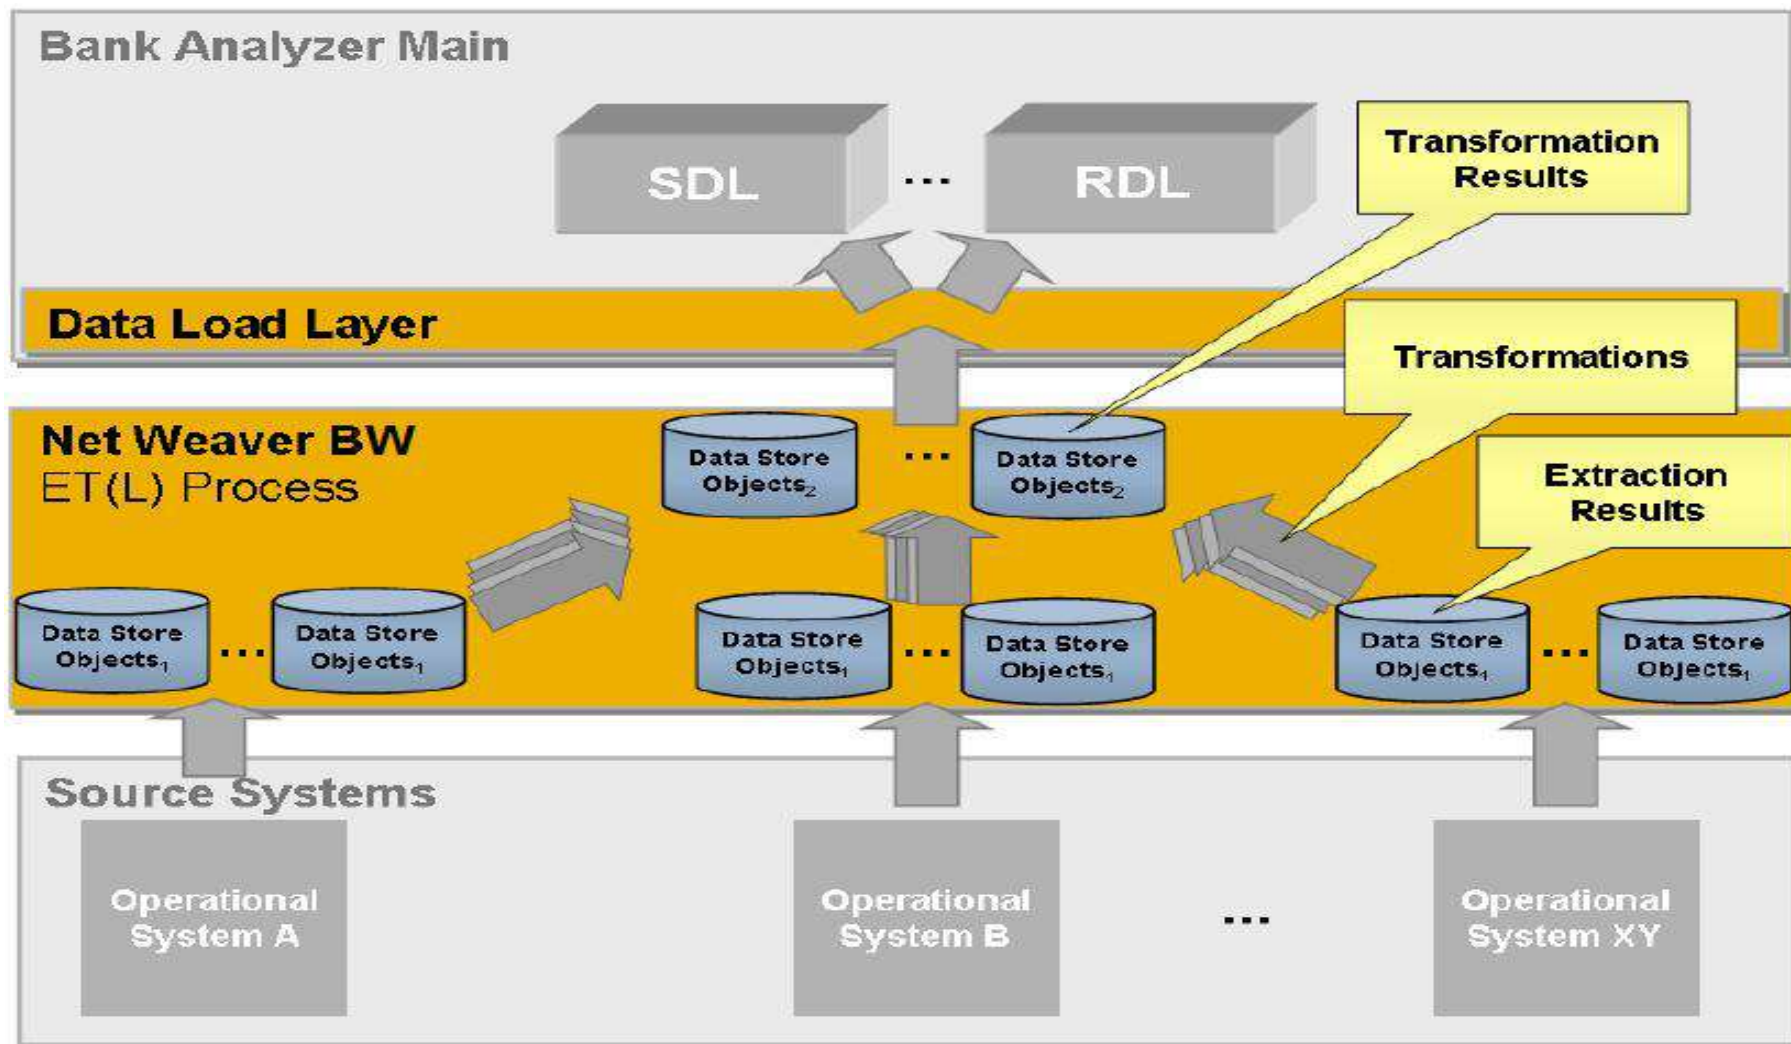 Bank Analyzer Main
Transformation
Results
SDL
...
RDL
Data Load Layer
Transformations
Net Weaver BW
ET(L) Process
Data Store
Objects₂
...
Data Store
Objects₂
Extraction
Results
Data Store
Objects₁
...
Data Store
Objects₁
Data Store
Objects₁
...
Data Store
Objects₁
Data Store
Objects₁
...
Data Store
Objects₁
Source Systems
Operational
System A
Operational
System B
...
Operational
System XY